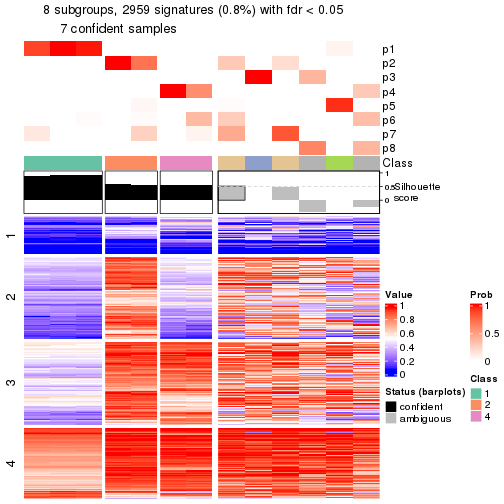 8 subgroups, 2959 signatures (0.8%) with fdr < 0.05
7 confident samples
p1
p2
p3
p4
p5
p6
p7
p8
Class
1
0.5
0
Silhouette
score
1
2
3
4
Value
1
0.8
0.6
0.4
0.2
0
Prob
1
0.5
0
Status (barplots)
confident
ambiguous
Class
1
2
4